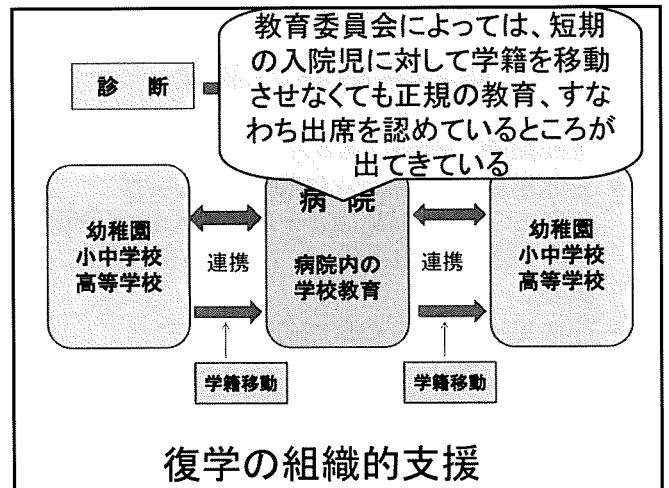 教育委員会によっては、短期
の入院児に対して学籍を移動
させなくても正規の教育、すな
わち出席を認めているところが
出てきている
診　断
病　院
幼稚園
小中学校
高等学校
連携
病院内の
学校教育
連携
幼稚園
小中学校
高等学校
学籍移動
学籍移動
復学の組織的支援